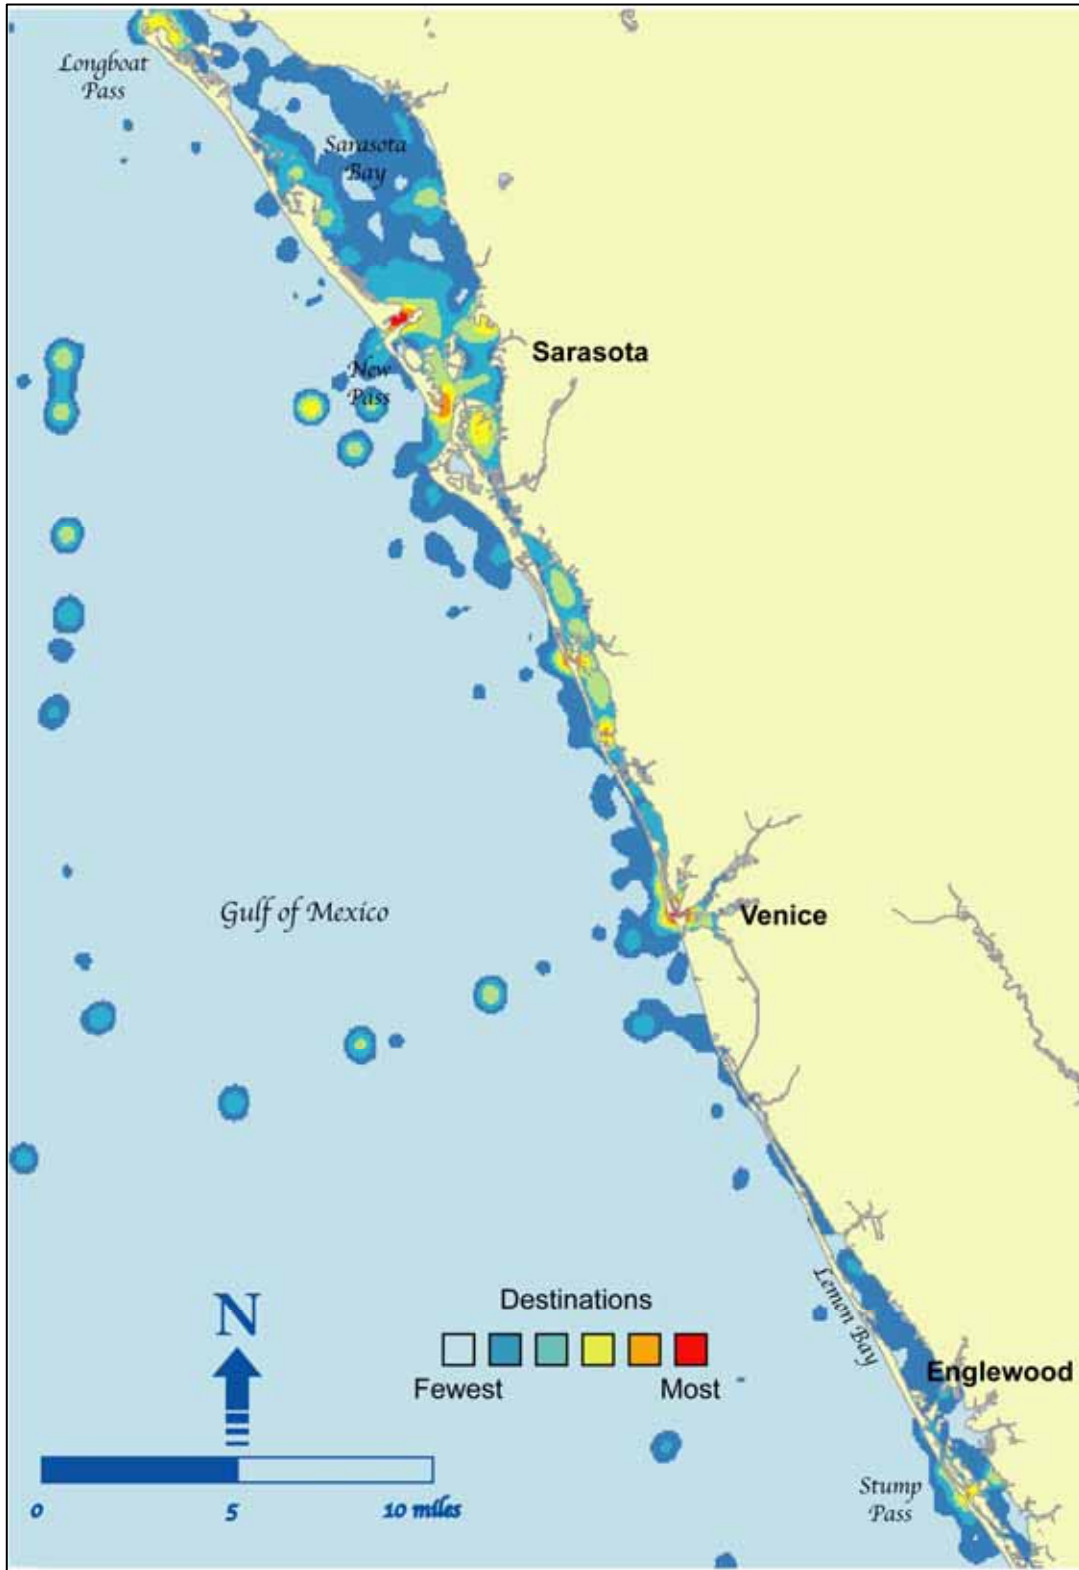 Longboat
Pass
Sarasota
Bay
Sarasota
New
Pass
Gulf of Mexico
Venice
Lemon Bay
Destinations
Fewest Most
N
Englewood
Stump
Pass
0 5 10 miles